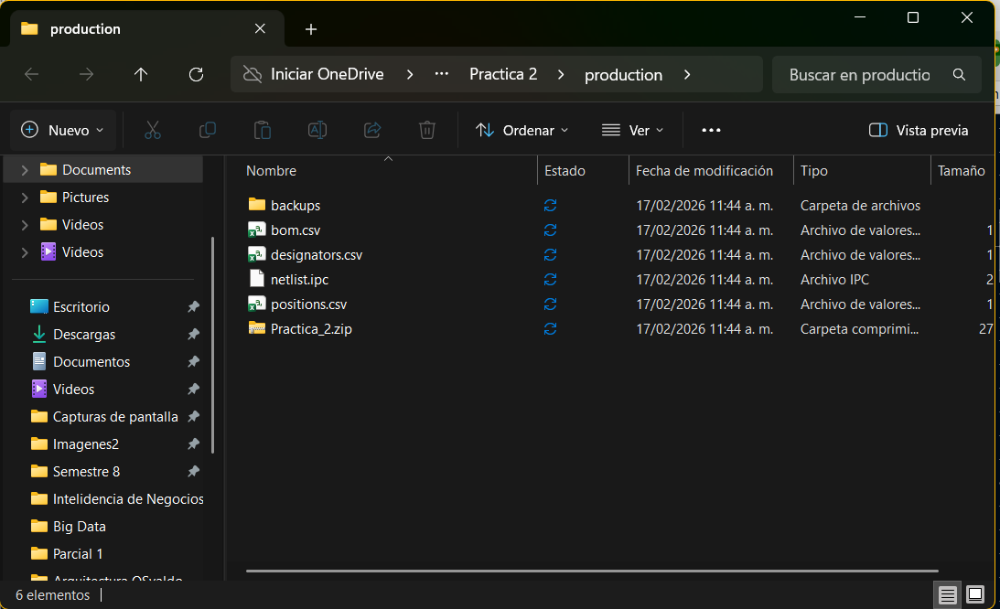 production
Iniciar OneDrive > ... Practica 2 > production >
Buscar en productio
Nuevo
Ordenar
Ver
Vista previa
Documents
Pictures
Videos
Videos
Escritorio
Descargas
Documentos
Videos
Capturas de pantalla
Imagenes2
Semestre 8
Intelidencia de Negocios
Big Data
Parcial 1
Arquitectura OSvaldo
Nombre Estado Fecha de modificación Tipo Tamaño
backups 17/02/2026 11:44 a. m. Carpeta de archivos
bom.csv 17/02/2026 11:44 a. m. Archivo de valores... 1
designators.csv 17/02/2026 11:44 a. m. Archivo de valores... 1
netlist.ipc 17/02/2026 11:44 a. m. Archivo IPC 2
positions.csv 17/02/2026 11:44 a. m. Archivo de valores... 1
Practica_2.zip 17/02/2026 11:44 a. m. Carpeta comprimi... 27
6 elementos